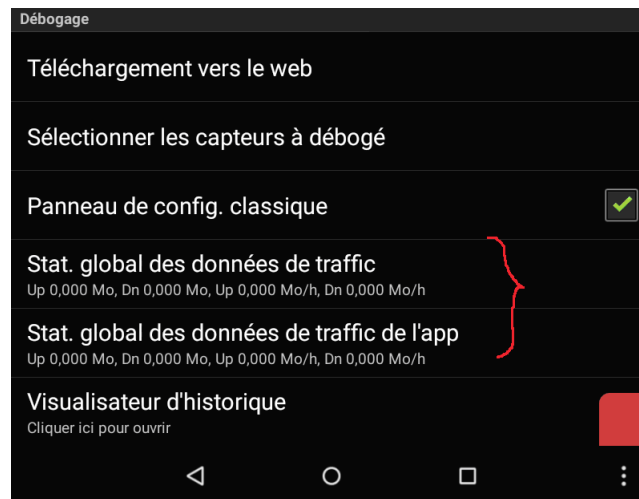 Débogage
Téléchargement vers le web
Sélectionner les capteurs à débogé
Panneau de config. classique
Stat. global des données de traffic
Up 0,000 Mo, Dn 0,000 Mo, Up 0,000 Mo/h, Dn 0,000 Mo/h
Stat. global des données de traffic de l'app
Up 0,000 Mo, Dn 0,000 Mo, Up 0,000 Mo/h, Dn 0,000 Mo/h
Visualisateur d'historique
Cliquer ici pour ouvrir